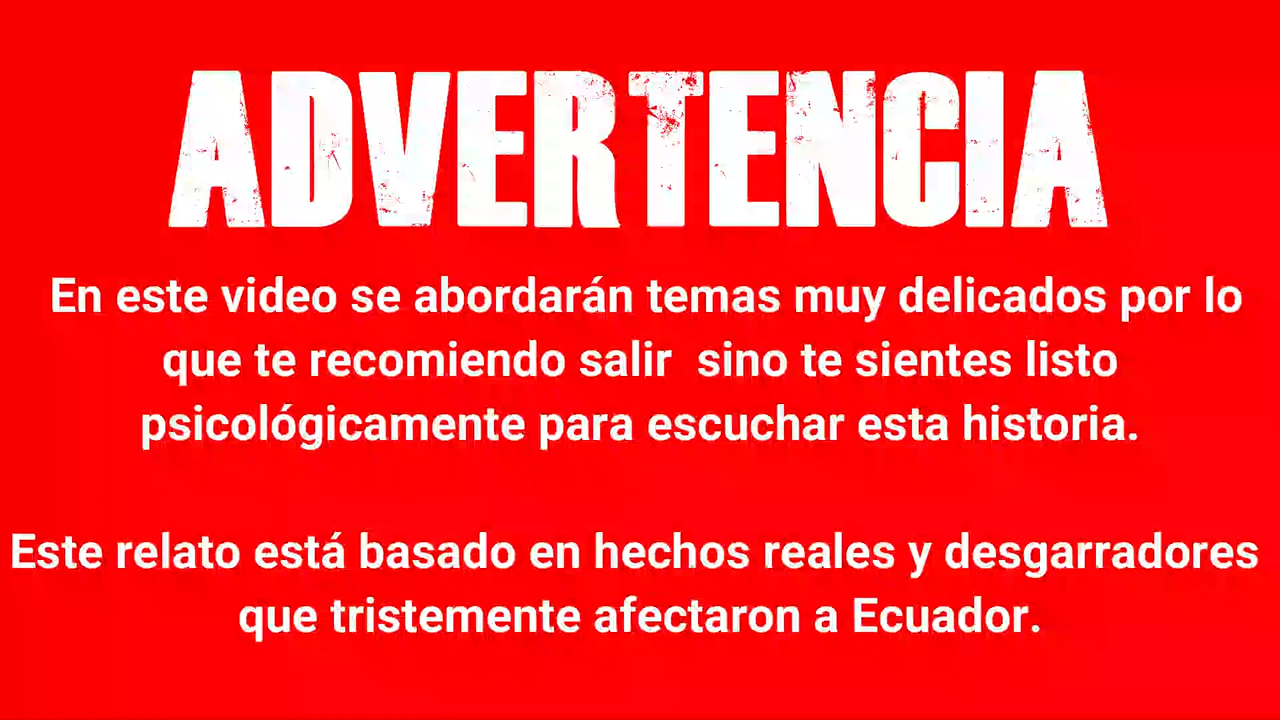 ADVERTENCIA
En este video se abordarán temas muy delicados por lo
que te recomiendo salir sino te sientes listo
psicológicamente para escuchar esta historia.
Este relato está basado en hechos reales y desgarradores
que tristemente afectaron a Ecuador.